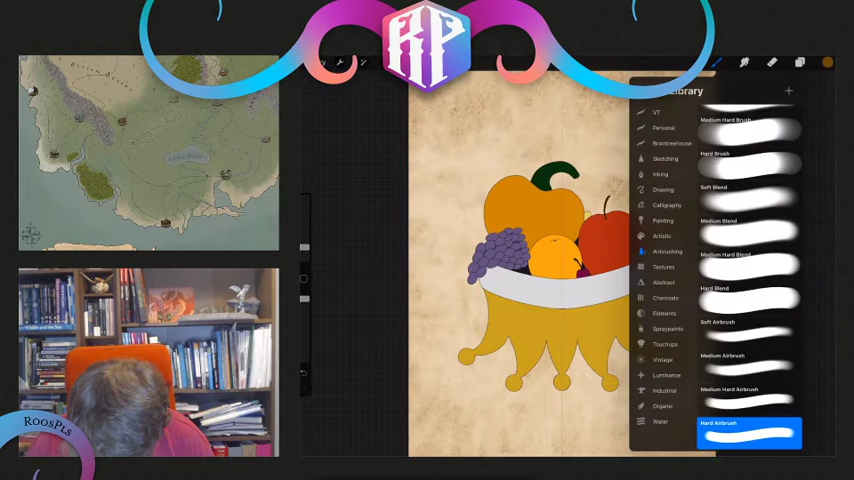 RP
Library
VT
Personal
Braintreehouse
Sketching
Inking
Drawing
Calligraphy
Painting
Artistic
Airbrushing
Textures
Abstract
Charcoals
Elements
Spraypaints
Touchups
Vintage
Luminance
Industrial
Organic
Water
Medium Hard Brush
Hard Brush
Soft Blend
Medium Blend
Medium Hard Blend
Hard Blend
Soft Airbrush
Medium Airbrush
Medium Hard Airbrush
Hard Airbrush
RoosPls